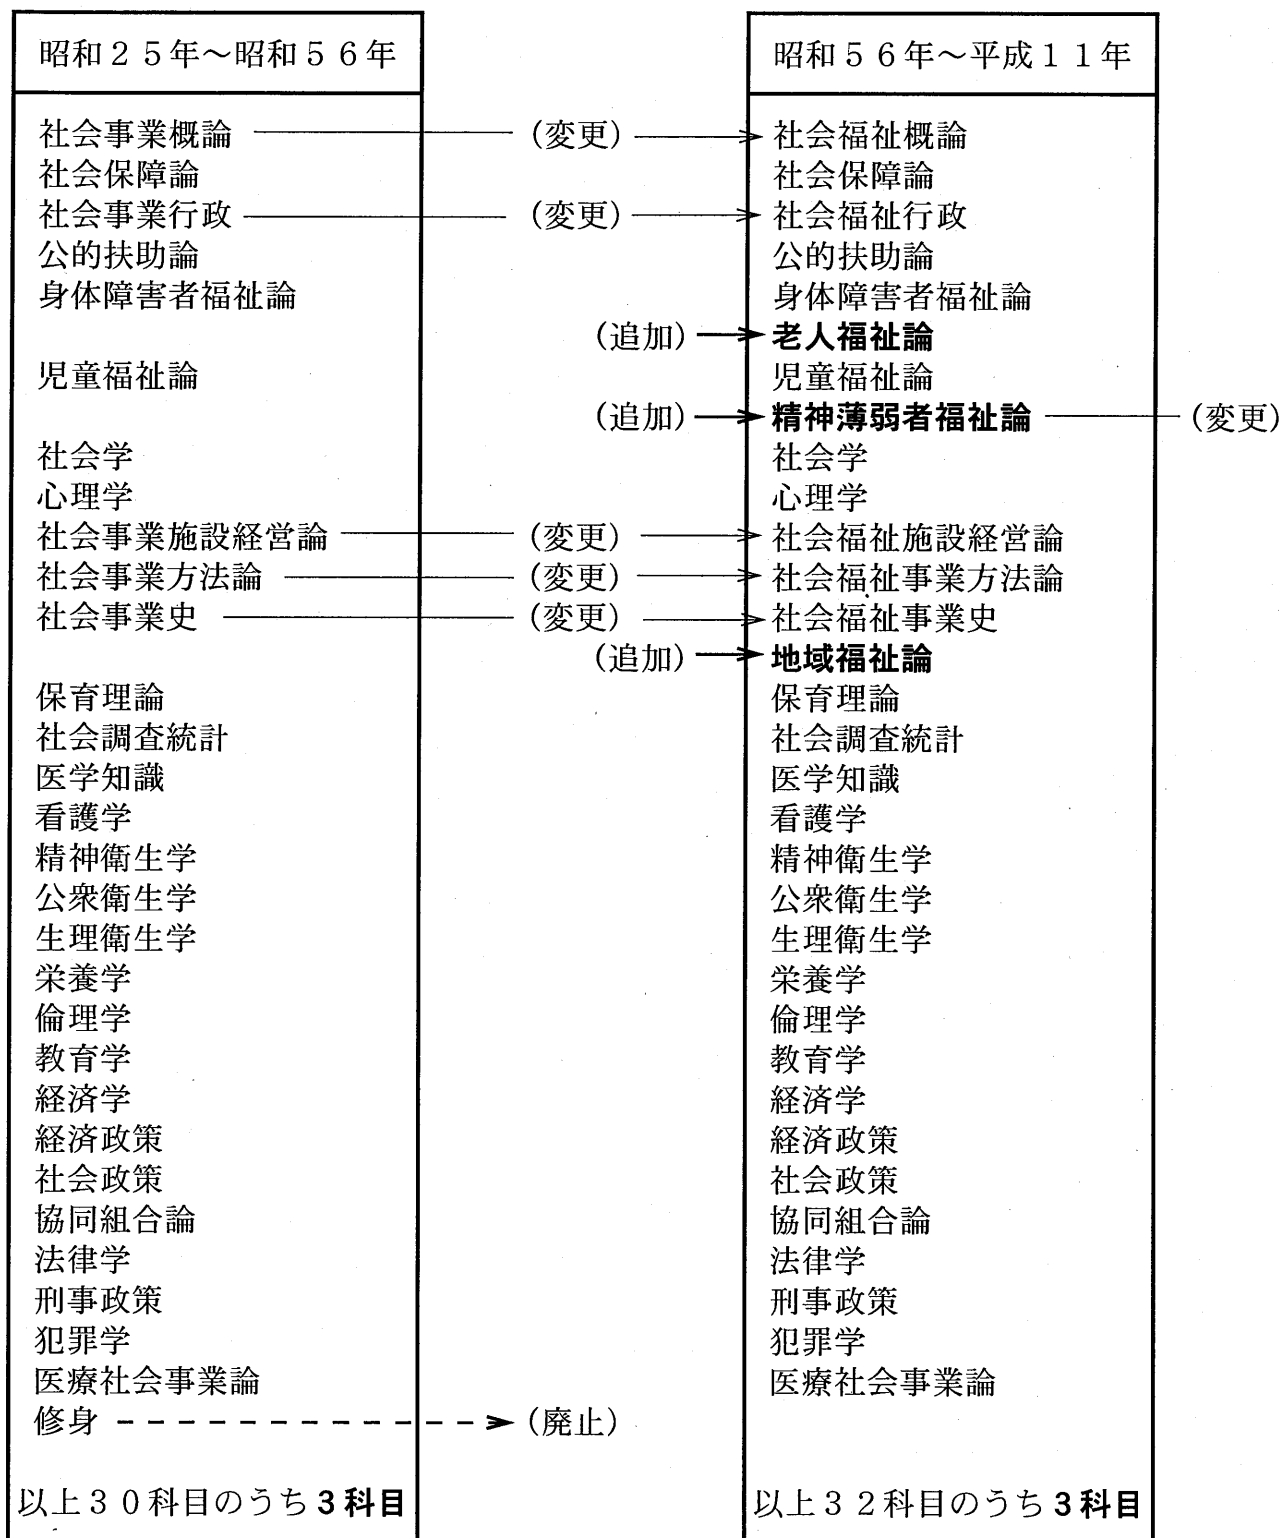 昭和25年～昭和56年
昭和56年～平成11年
社会事業概論 (変更) 社会福祉概論
社会保障論 社会保障論
社会事業行政 (変更) 社会福祉行政
公的扶助論 公的扶助論
身体障害者福祉論 身体障害者福祉論
(追加) 老人福祉論
児童福祉論 児童福祉論
(追加) 精神薄弱者福祉論 (変更)
社会学 社会学
心理学 心理学
社会事業施設経営論 (変更) 社会福祉施設経営論
社会事業方法論 (変更) 社会福祉事業方法論
社会事業史 (変更) 社会福祉事業史
(追加) 地域福祉論
保育理論 保育理論
社会調査統計 社会調査統計
医学知識 医学知識
看護学 看護学
精神衛生学 精神衛生学
公衆衛生学 公衆衛生学
生理衛生学 生理衛生学
栄養学 栄養学
倫理学 倫理学
教育学 教育学
経済学 経済学
経済政策 経済政策
社会政策 社会政策
協同組合論 協同組合論
法律学 法律学
刑事政策 刑事政策
犯罪学 犯罪学
医療社会事業論 医療社会事業論
修身 (廃止)
以上30科目のうち3科目 以上32科目のうち3科目